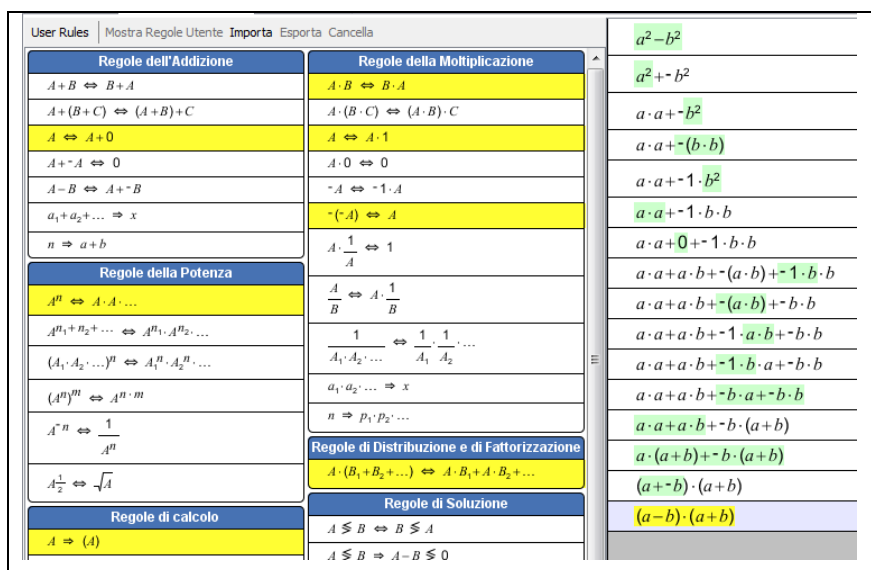 User Rules | Mostra Regole Utente Importa Esporta Cancella
Regole dell'Addizione
A+B ⇔ B+A
A+(B+C) ⇔ (A+B)+C
A ⇔ A+0
A+⁻A ⇔ 0
A−B ⇔ A+⁻B
a₁+a₂+… ⇒ x
n ⇒ a+b
Regole della Potenza
Aⁿ ⇔ A·A·…
A^(n₁+n₂+…) ⇔ A^(n₁)·A^(n₂)·…
(A₁·A₂·…)ⁿ ⇔ A₁ⁿ·A₂ⁿ·…
(Aⁿ)ᵐ ⇔ A^(n·m)
A⁻ⁿ ⇔ 1/Aⁿ
A^(1/2) ⇔ √A
Regole di calcolo
A ⇒ (A)
Regole della Moltiplicazione
A·B ⇔ B·A
A·(B·C) ⇔ (A·B)·C
A ⇔ A·1
A·0 ⇔ 0
⁻A ⇔ ⁻1·A
⁻(⁻A) ⇔ A
A·1/A ⇔ 1
A/B ⇔ A·1/B
1/(A₁·A₂·…) ⇔ 1/A₁·1/A₂·…
a₁·a₂·… ⇒ x
n ⇒ p₁·p₂·…
Regole di Distribuzione e di Fattorizzazione
A·(B₁+B₂+…) ⇔ A·B₁+A·B₂+…
Regole di Soluzione
A ≶ B ⇔ B ≶ A
A ≶ B ⇒ A−B ≶ 0
a²−b²
a²+⁻b²
a·a+⁻b²
a·a+⁻(b·b)
a·a+⁻1·b²
a·a+⁻1·b·b
a·a+0+⁻1·b·b
a·a+a·b+⁻(a·b)+⁻1·b·b
a·a+a·b+⁻(a·b)+⁻b·b
a·a+a·b+⁻1·a·b+⁻b·b
a·a+a·b+⁻1·b·a+⁻b·b
a·a+a·b+⁻b·a+⁻b·b
a·a+a·b+⁻b·(a+b)
a·(a+b)+⁻b·(a+b)
(a+⁻b)·(a+b)
(a−b)·(a+b)